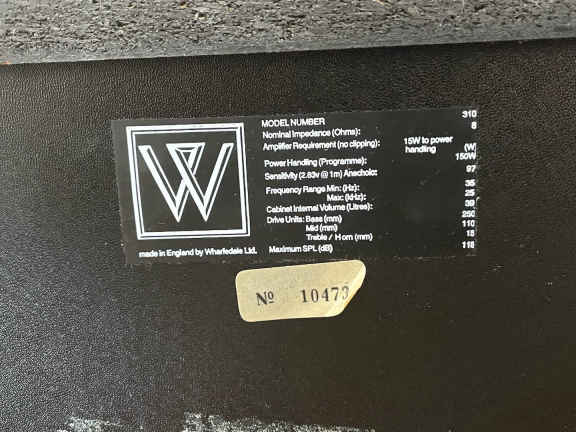 W
MODEL NUMBER 310
Nominal Impedance (Ohms): 8
Amplifier Requirement (no clipping): 15W to power handling (W)
Power Handling (Programme): 150W
Sensitivity (2.83v @ 1m) Anechoic: 97
Frequency Range Min: (Hz): 35
Max: (kHz): 25
Cabinet Internal Volume (Litres): 39
Drive Units: Bass (mm) 250
Mid (mm) 110
Treble / Horn (mm) 18
Maximum SPL (dB) 118
made in England by Wharfedale Ltd.
Nº 10473